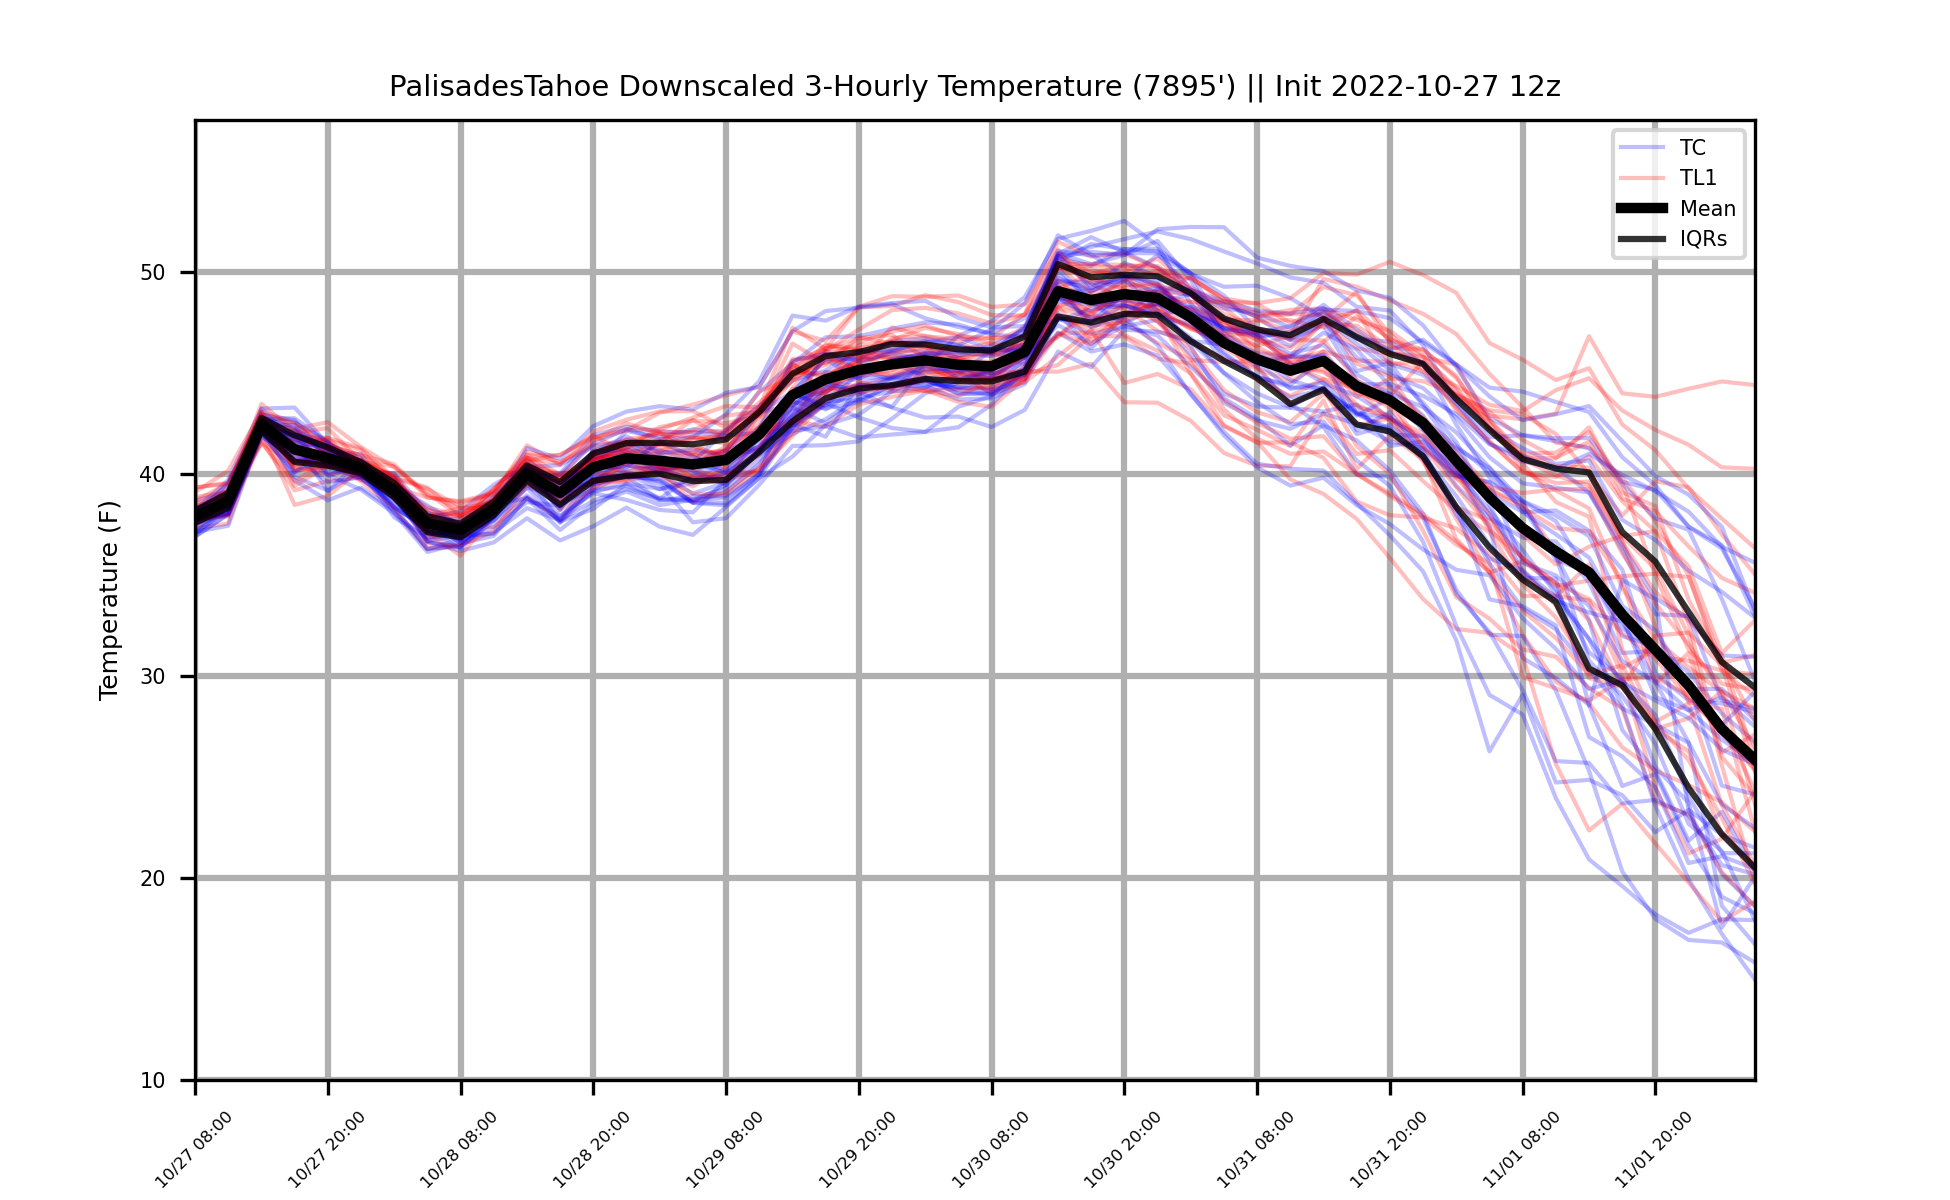 PalisadesTahoe Downscaled 3-Hourly Temperature (7895') || Init 2022-10-27 12z
TC
TL1
Mean
IQRs
Temperature (F)
50
40
30
20
10
10/27 08:00
10/27 20:00
10/28 08:00
10/28 20:00
10/29 08:00
10/29 20:00
10/30 08:00
10/30 20:00
10/31 08:00
10/31 20:00
11/01 08:00
11/01 20:00